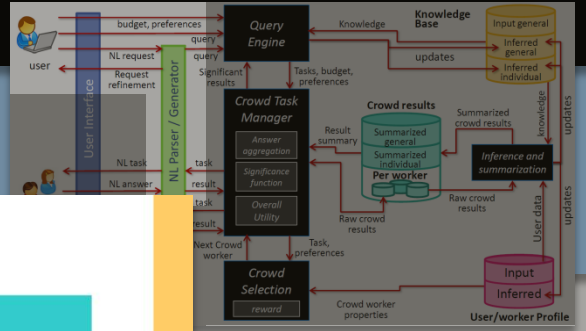 budget, preferences
query
NL request
query
Request
refinement
user
User Interface
NL Parser / Generator
Query
Engine
Knowledge
updates
Knowledge
Base
Input general
Inferred
general
Inferred
individual
Significant
results
Tasks, budget,
preferences
Crowd Task
Manager
Answer
aggregation
Significance
function
Overall
Utility
Result
summary
Crowd results
Summarized
general
Summarized
Individual
Per worker
Summarized
crowd results
knowledge
updates
Inference and
summarization
Raw crowd
results
Raw crowd
results
NL task
NL answer
task
result
task
result
Next Crowd
worker
Task,
preferences
User data
updates
Crowd
Selection
reward
Crowd worker
properties
Input
Inferred
User/worker Profile